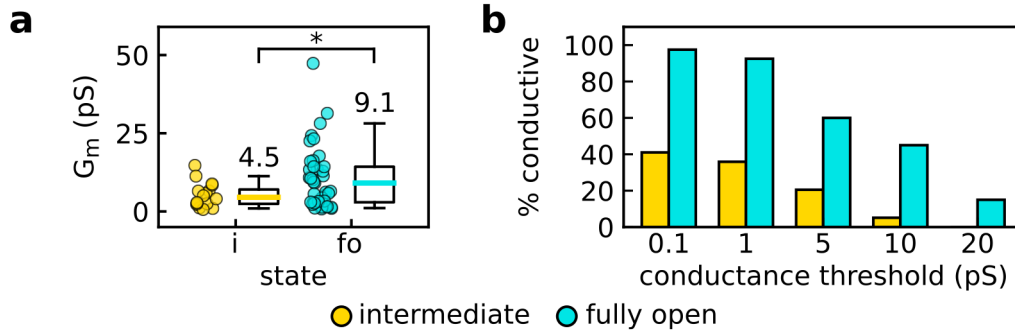 a
b
50
25
0
G_m (pS)
*
4.5
9.1
i
fo
state
100
80
60
40
20
0
% conductive
0.1
1
5
10
20
conductance threshold (pS)
intermediate
fully open